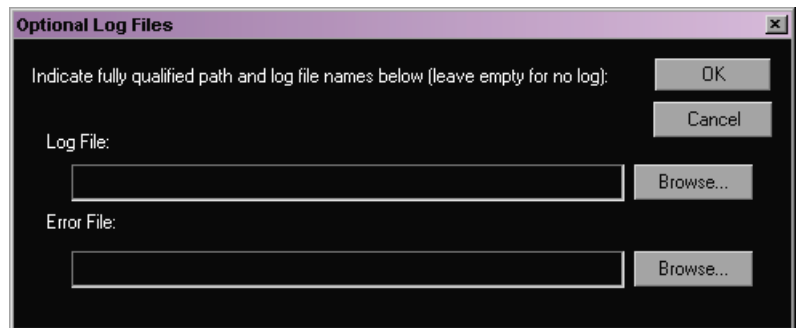 Optional Log Files
Indicate fully qualified path and log file names below (leave empty for no log):
OK
Cancel
Log File:
Browse...
Error File:
Browse...